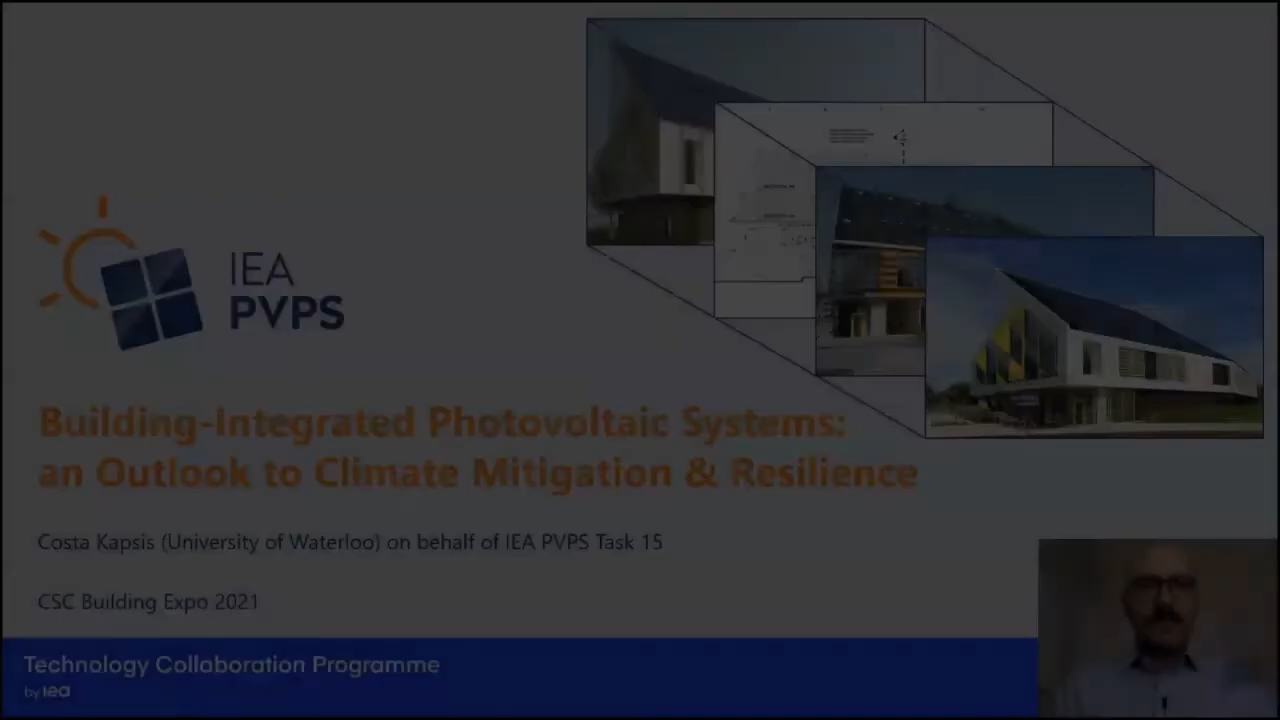 IEA
PVPS
Building-Integrated Photovoltaic Systems:
an Outlook to Climate Mitigation & Resilience
Costa Kapsis (University of Waterloo) on behalf of IEA PVPS Task 15
CSC Building Expo 2021
Technology Collaboration Programme
by iea